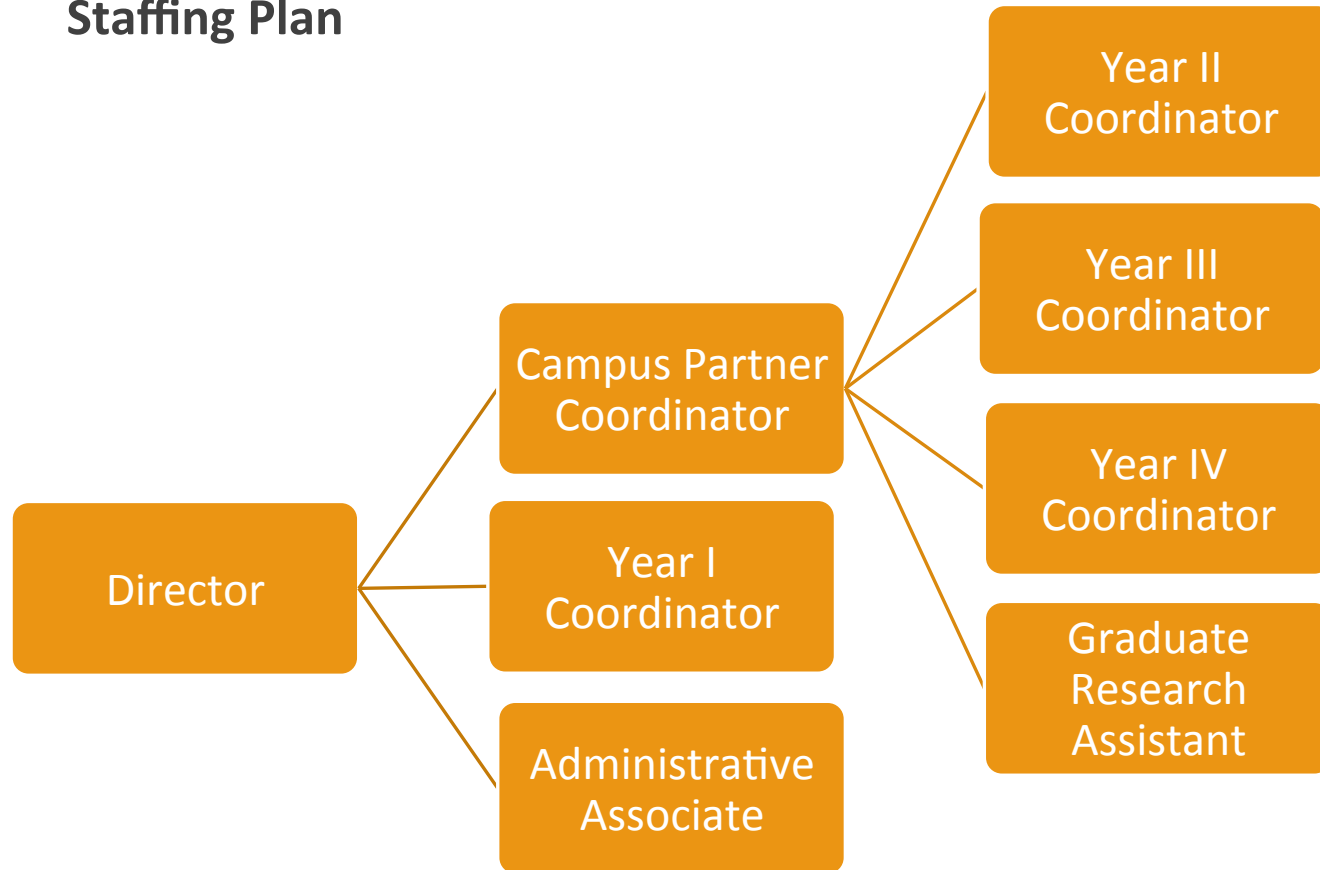 Staffing Plan
Director
Campus Partner
Coordinator
Year I
Coordinator
Administrative
Associate
Year II
Coordinator
Year III
Coordinator
Year IV
Coordinator
Graduate
Research
Assistant